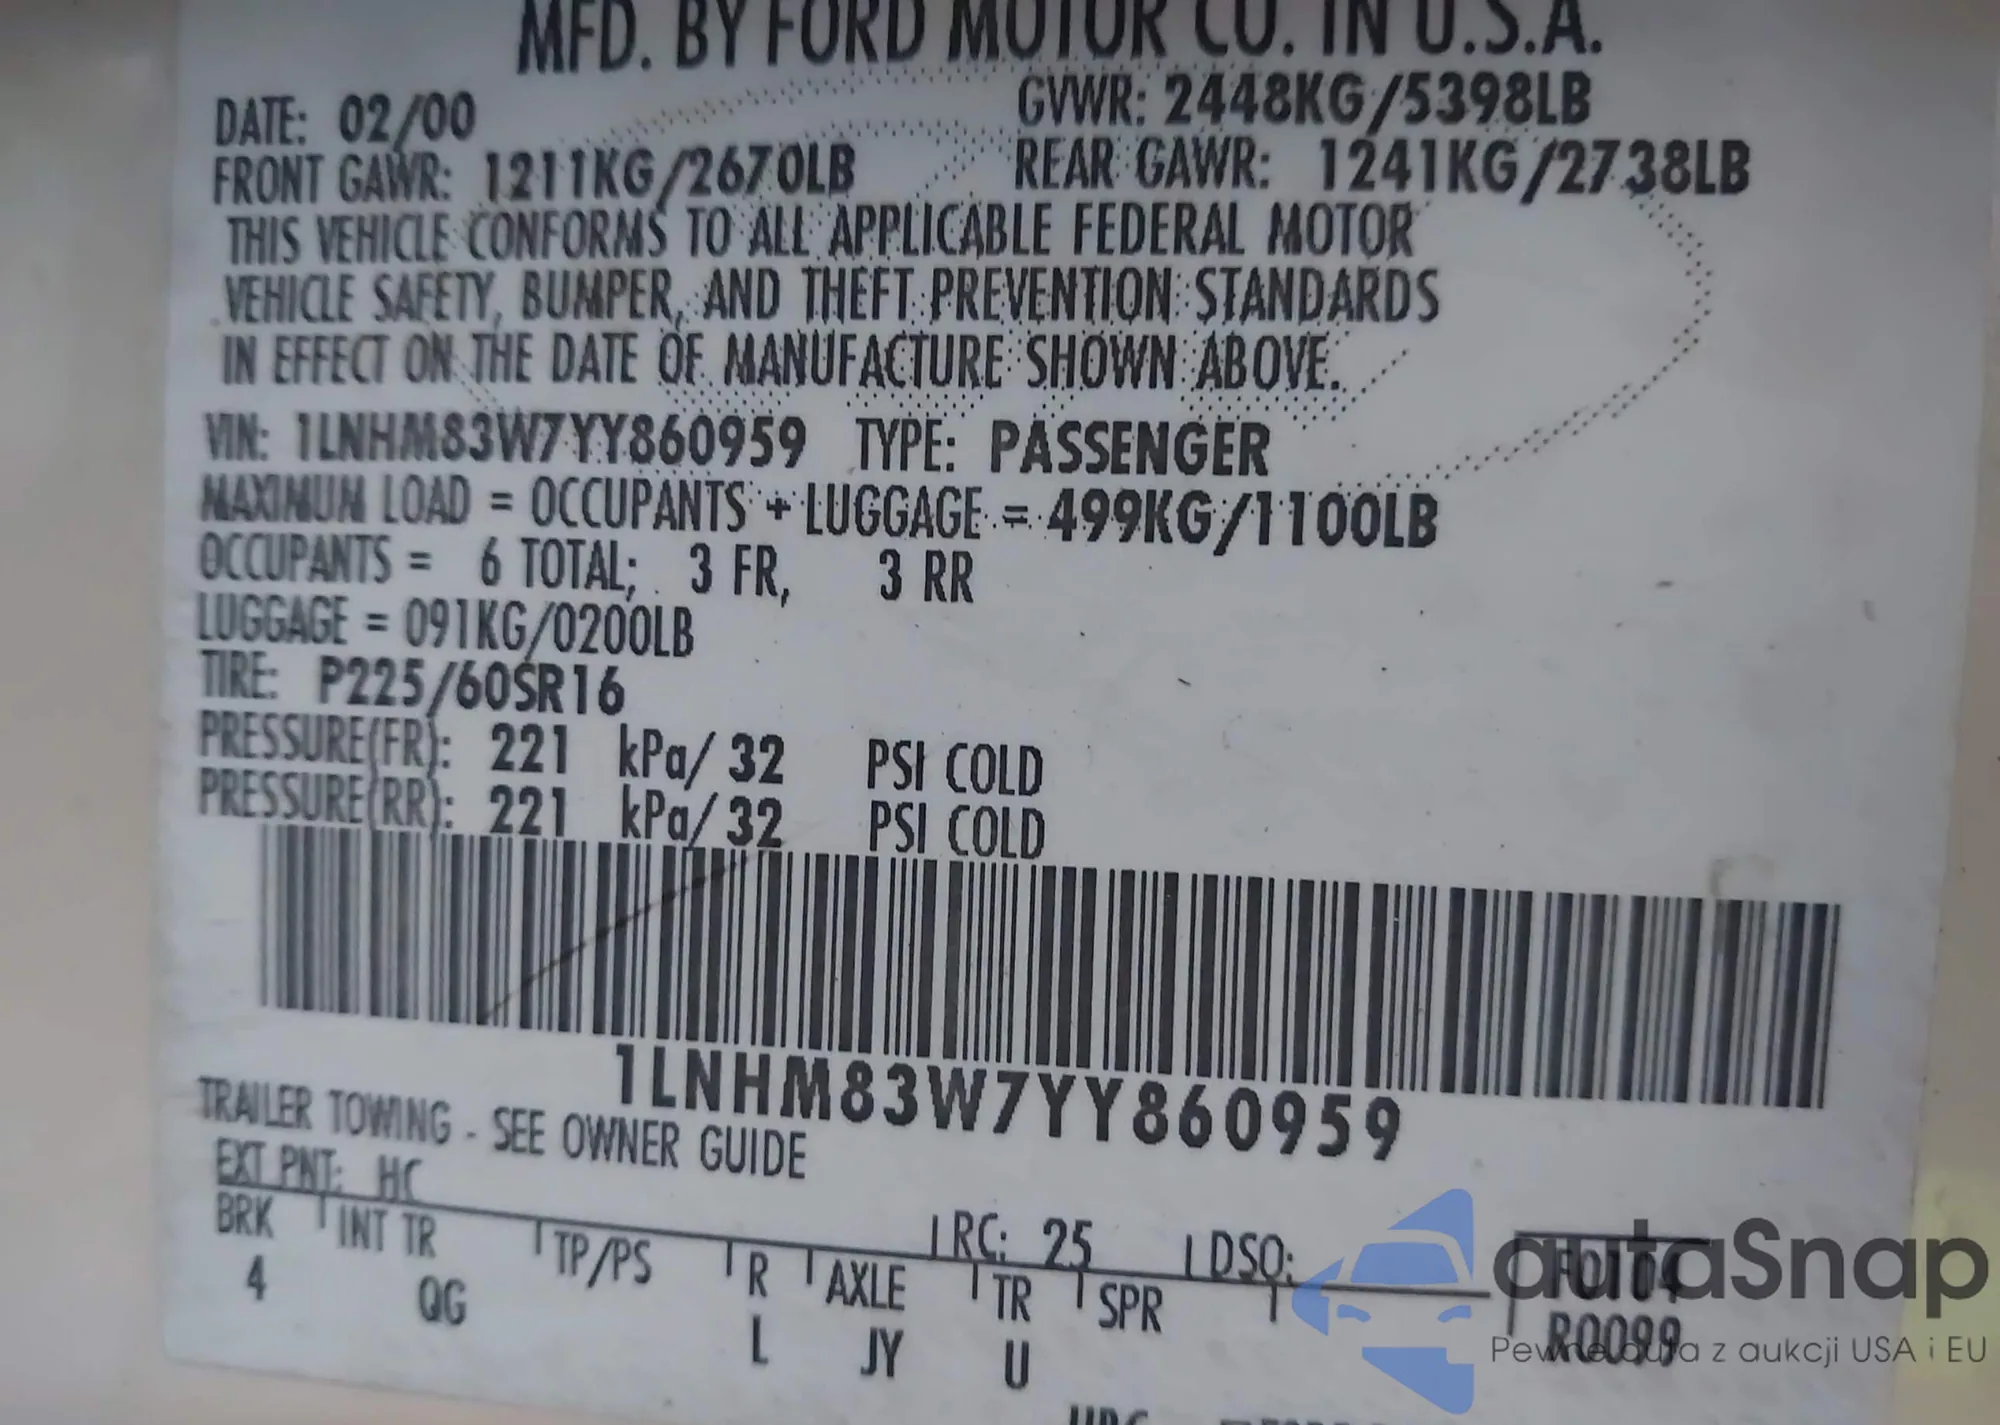 MFD. BY FORD MOTOR CO. IN U.S.A.
DATE: 02/00 GVWR: 2448KG/5398LB
FRONT GAWR: 1211KG/2670LB REAR GAWR: 1241KG/2738LB
THIS VEHICLE CONFORMS TO ALL APPLICABLE FEDERAL MOTOR
VEHICLE SAFETY, BUMPER, AND THEFT PREVENTION STANDARDS
IN EFFECT ON THE DATE OF MANUFACTURE SHOWN ABOVE.
VIN: 1LNHM83W7YY860959 TYPE: PASSENGER
MAXIMUM LOAD = OCCUPANTS + LUGGAGE = 499KG/1100LB
OCCUPANTS = 6 TOTAL; 3 FR, 3 RR
LUGGAGE = 091KG/0200LB
TIRE: P225/60SR16
PRESSURE(FR): 221 kPa/ 32 PSI COLD
PRESSURE(RR): 221 kPa/ 32 PSI COLD
1LNHM83W7YY860959
TRAILER TOWING - SEE OWNER GUIDE
EXT PNT: HC RC: 25 DSO:
BRK INT TR TP/PS R AXLE TR SPR
4 QG L JY U
R0099
autaSnap
Pewne auta z aukcji USA i EU